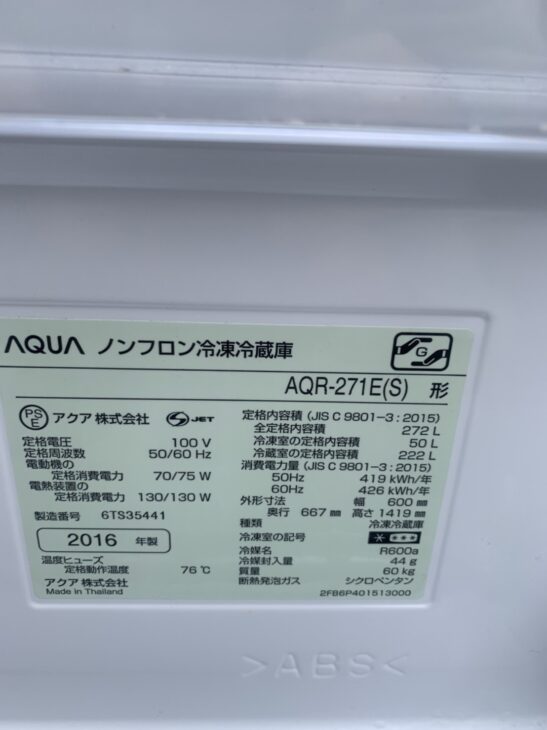 AQUA ノンフロン冷凍冷蔵庫
G
AQR-271E(S) 形
PS E アクア株式会社 S JET
定格電圧 100 V
定格周波数 50/60 Hz
電動機の
定格消費電力 70/75 W
電熱装置の
定格消費電力 130/130 W
製造番号 6TS35441
2016 年製
温度ヒューズ
定格動作温度 76 ℃
アクア株式会社
Made in Thailand
定格内容積 (JIS C 9801-3 : 2015)
全定格内容積 272 L
冷凍室の定格内容積 50 L
冷蔵室の定格内容積 222 L
消費電力量 (JIS C 9801-3 : 2015)
50Hz 419 kWh/年
60Hz 426 kWh/年
外形寸法 幅 600 ㎜
奥行 667 ㎜ 高さ 1419 ㎜
種類 冷凍冷蔵庫
冷凍室の記号
冷媒名 R600a
冷媒封入量 44 g
質量 60 kg
断熱発泡ガス シクロペンタン
2FB6P401513000
>ABS<